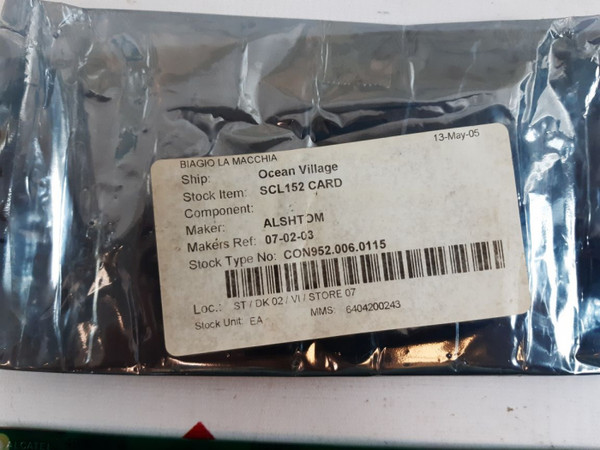 BIAGIO LA MACCHIA
13-May-05
Ship: Ocean Village
Stock Item: SCL152 CARD
Component:
Maker: ALSHTOM
Makers Ref: 07-02-03
Stock Type No: CON952.006.0115
Loc.: ST / DK 02 / VI / STORE 07
Stock Unit: EA MMS: 6404200243
ALCATEL